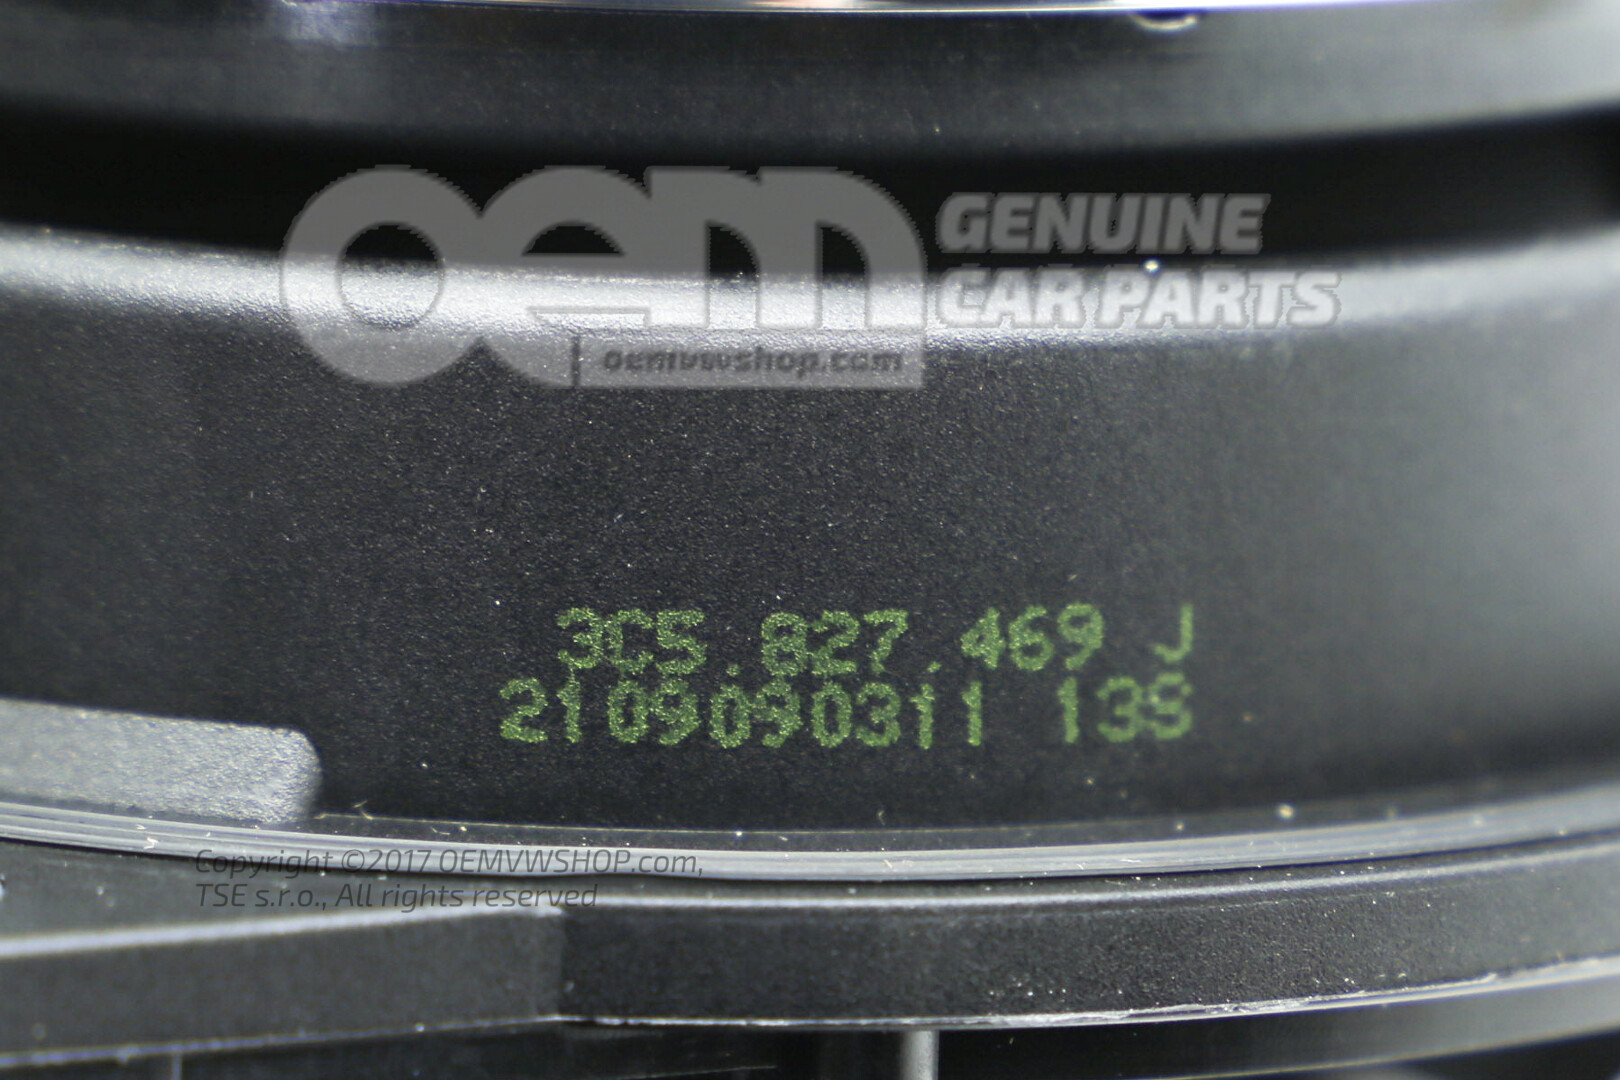 oem GENUINE
CAR PARTS
oemvwshop.com
3C5.827.469 J
2109090311 139
Copyright ©2017 OEMVWSHOP.com,
TSE s.r.o., All rights reserved